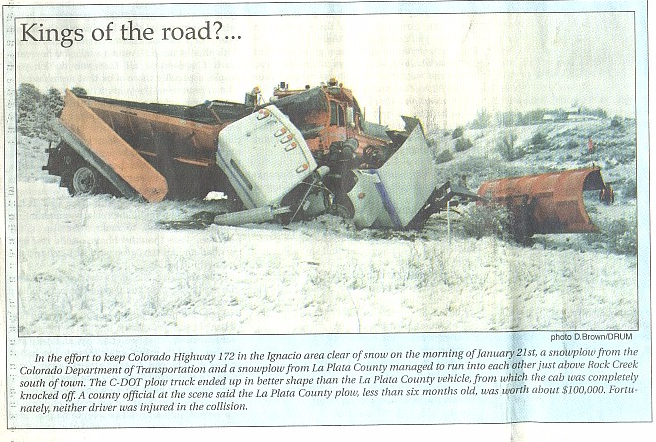 Kings of the road?...
photo D.Brown/DRUM
In the effort to keep Colorado Highway 172 in the Ignacio area clear of snow on the morning of January 21st, a snowplow from the
Colorado Department of Transportation and a snowplow from La Plata County managed to run into each other just above Rock Creek
south of town. The C-DOT plow truck ended up in better shape than the La Plata County vehicle, from which the cab was completely
knocked off. A county official at the scene said the La Plata County plow, less than six months old, was worth about $100,000. Fortu-
nately, neither driver was injured in the collision.